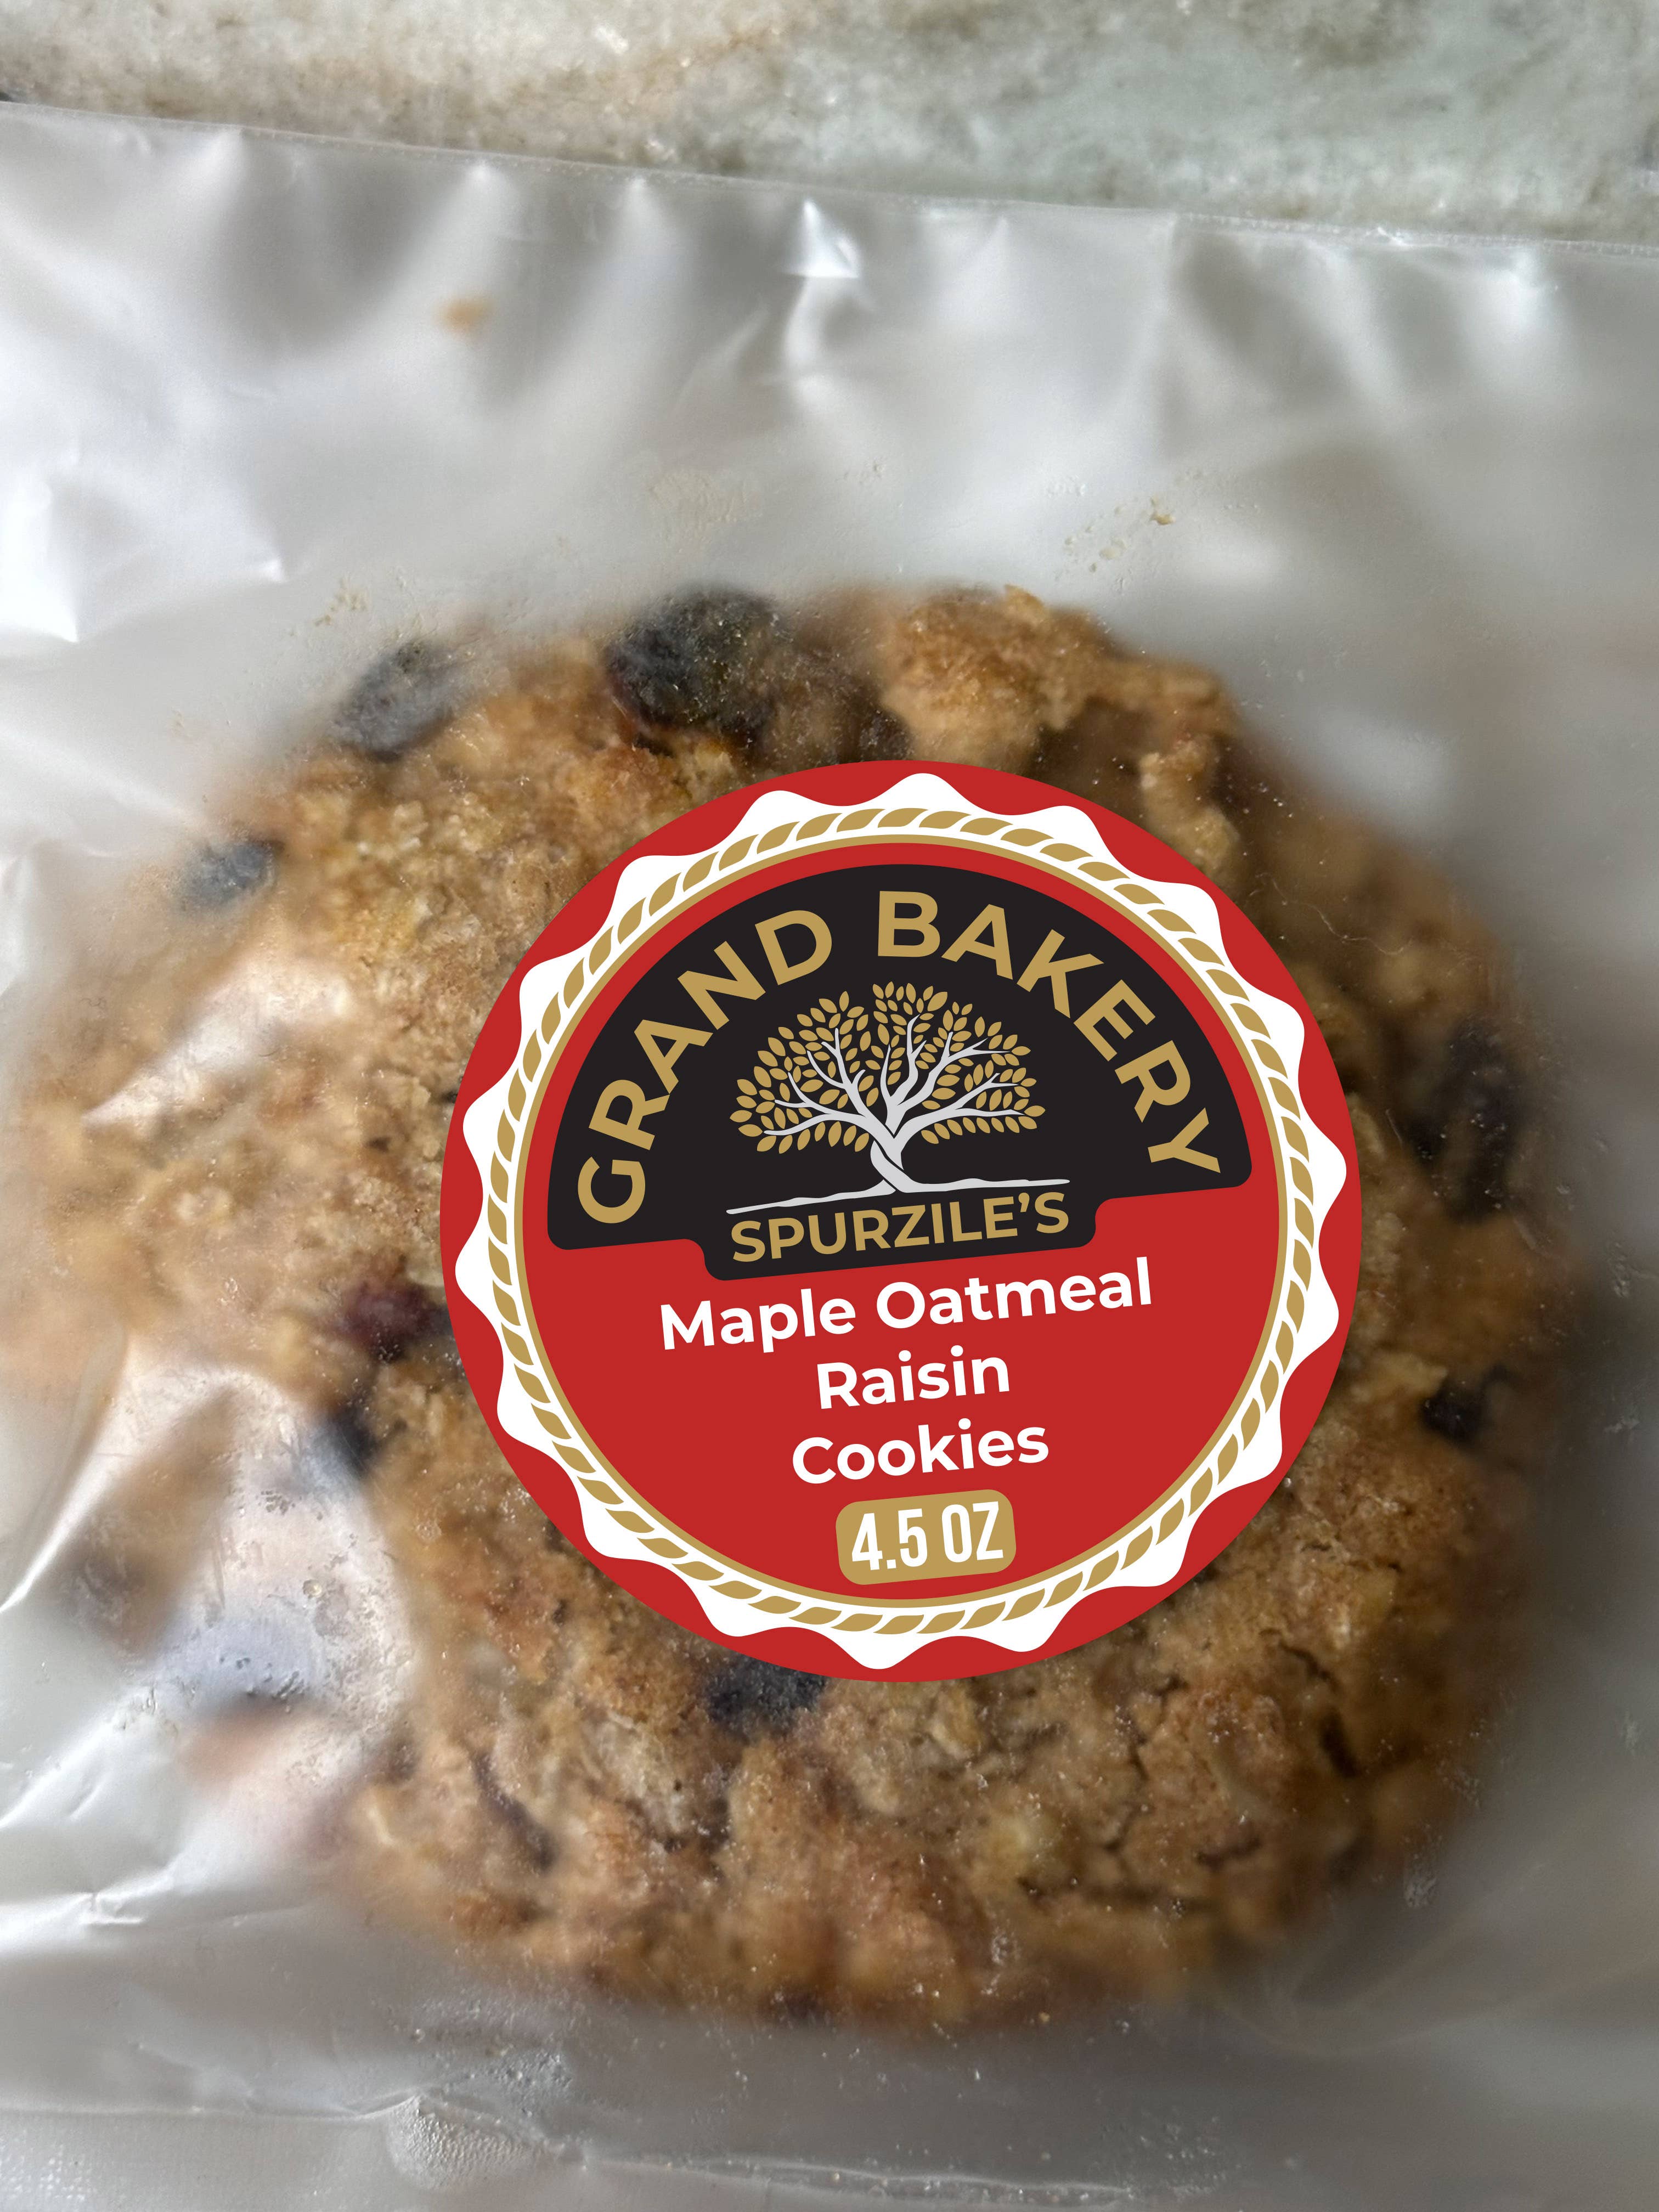 GRAND BAKERY
SPURZILE'S
Maple Oatmeal
Raisin
Cookies
4.5 OZ